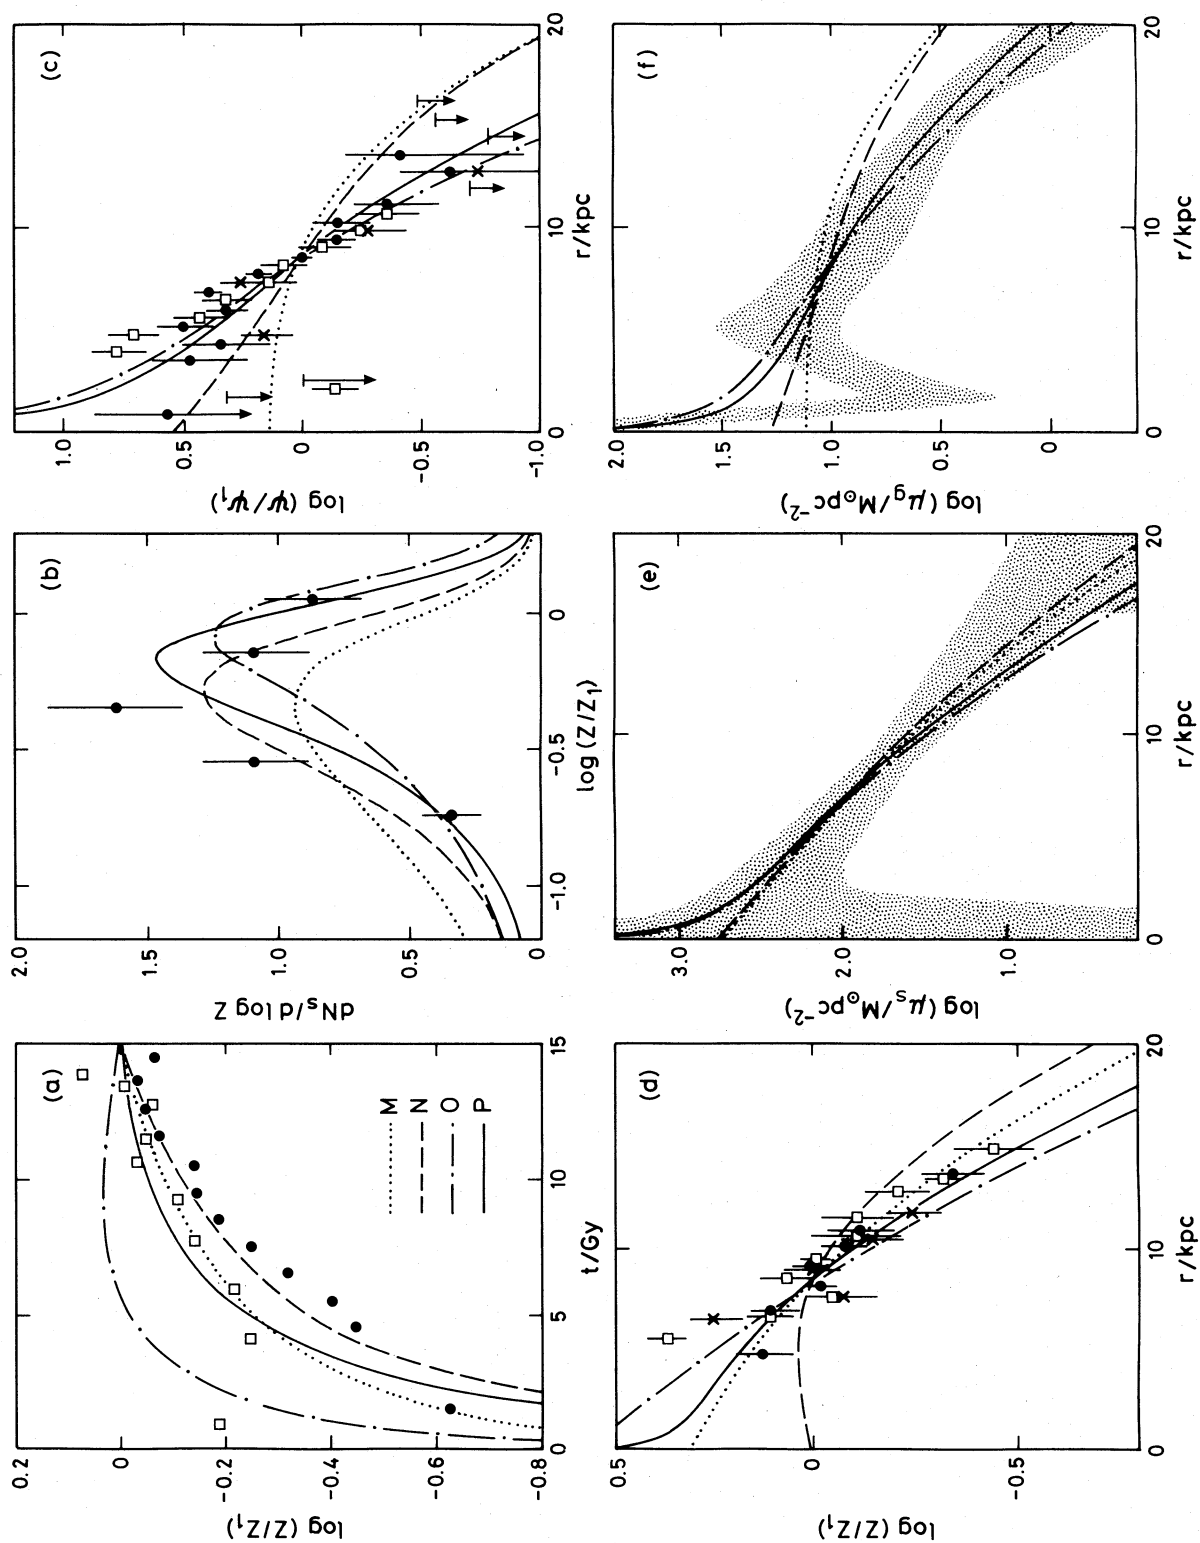 (a)
0.2
0
-0.2
-0.4
-0.6
-0.8
log (Z/Z₁)
0
5
10
15
t/Gy
M
N
O
P
(b)
2.0
1.5
1.0
0.5
0
dNₛ/d log Z
-1.0
-0.5
0
log (Z/Z₁)
(c)
1.0
0.5
0
-0.5
-1.0
log (ψ/ψ₁)
0
10
20
r/kpc
(d)
0.5
0
-0.5
log (Z/Z₁)
0
10
20
r/kpc
(e)
3.0
2.0
1.0
log (μₛ/M⊙pc⁻²)
0
10
20
r/kpc
(f)
2.0
1.5
1.0
0.5
0
log (μg/M⊙pc⁻²)
0
10
20
r/kpc